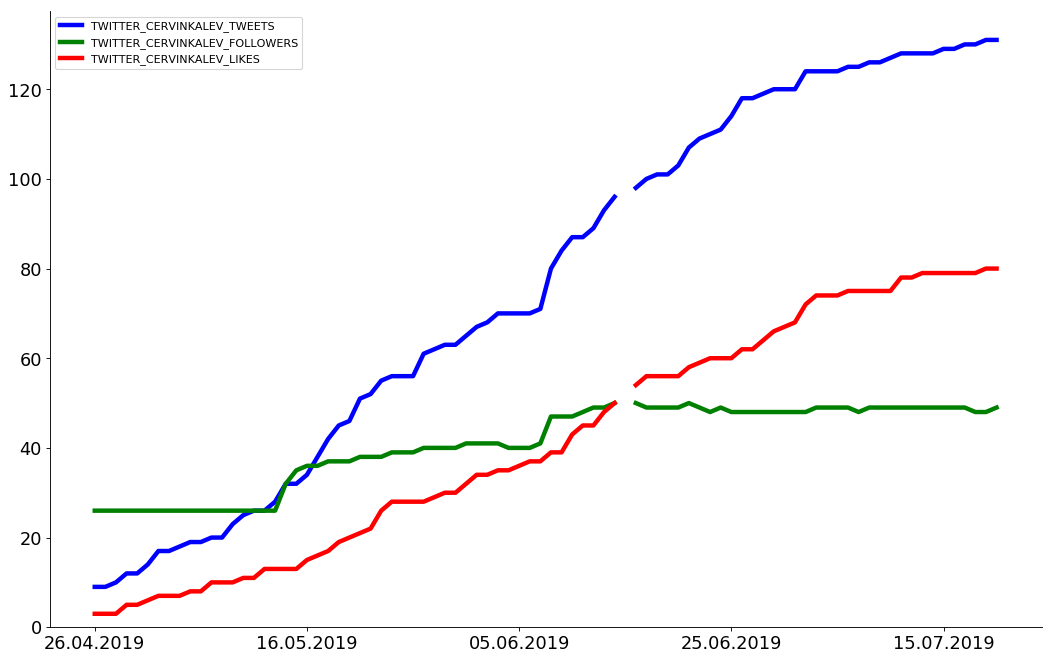 TWITTER_CERVINKALEV_TWEETS
TWITTER_CERVINKALEV_FOLLOWERS
TWITTER_CERVINKALEV_LIKES
120
100
80
60
40
20
0
26.04.2019 16.05.2019 05.06.2019 25.06.2019 15.07.2019